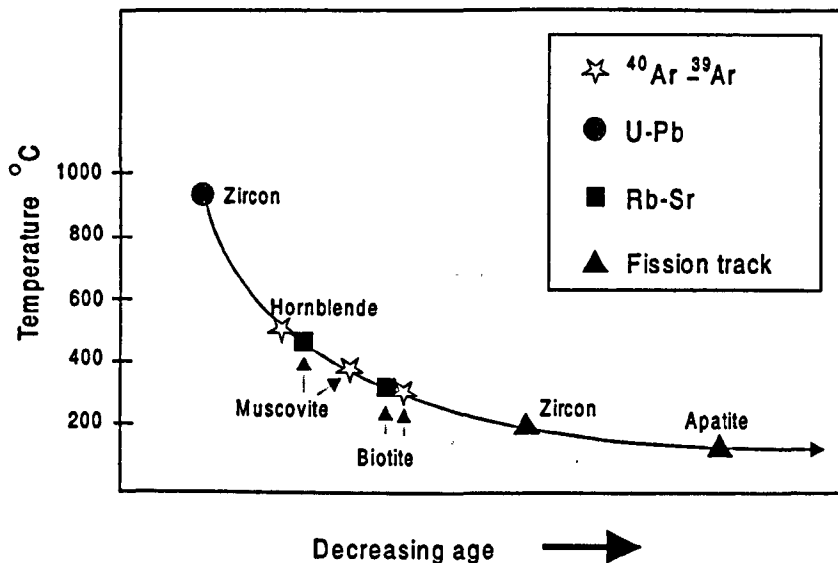 ⁴⁰Ar -³⁹Ar
U-Pb
Rb-Sr
Fission track
Temperature °C
1000
800
600
400
200
Zircon
Hornblende
Muscovite
Biotite
Zircon
Apatite
Decreasing age